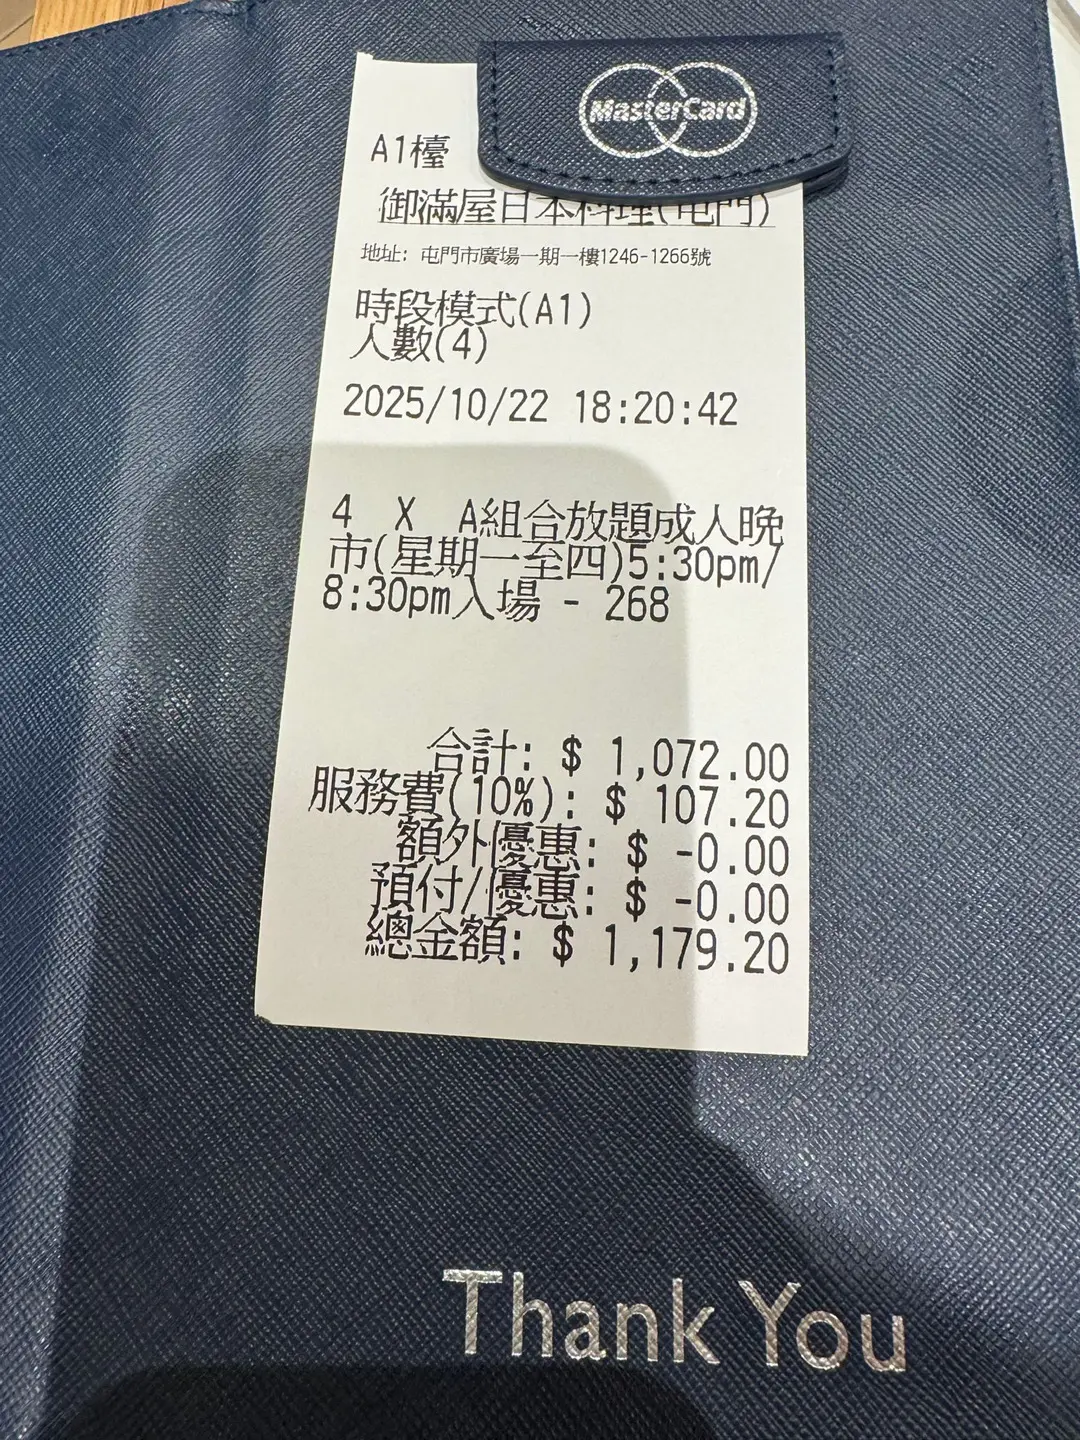 MasterCard
A1檯
御滿屋日本料理(屯門)
地址: 屯門市廣場一期一樓1246-1266號
時段模式(A1)
人數(4)
2025/10/22 18:20:42
4 X A組合放題成人晚
市(星期一至四)5:30pm/
8:30pm入場 - 268
合計: $ 1,072.00
服務費(10%): $ 107.20
額外優惠: $ -0.00
預付/優惠: $ -0.00
總金額: $ 1,179.20
Thank You